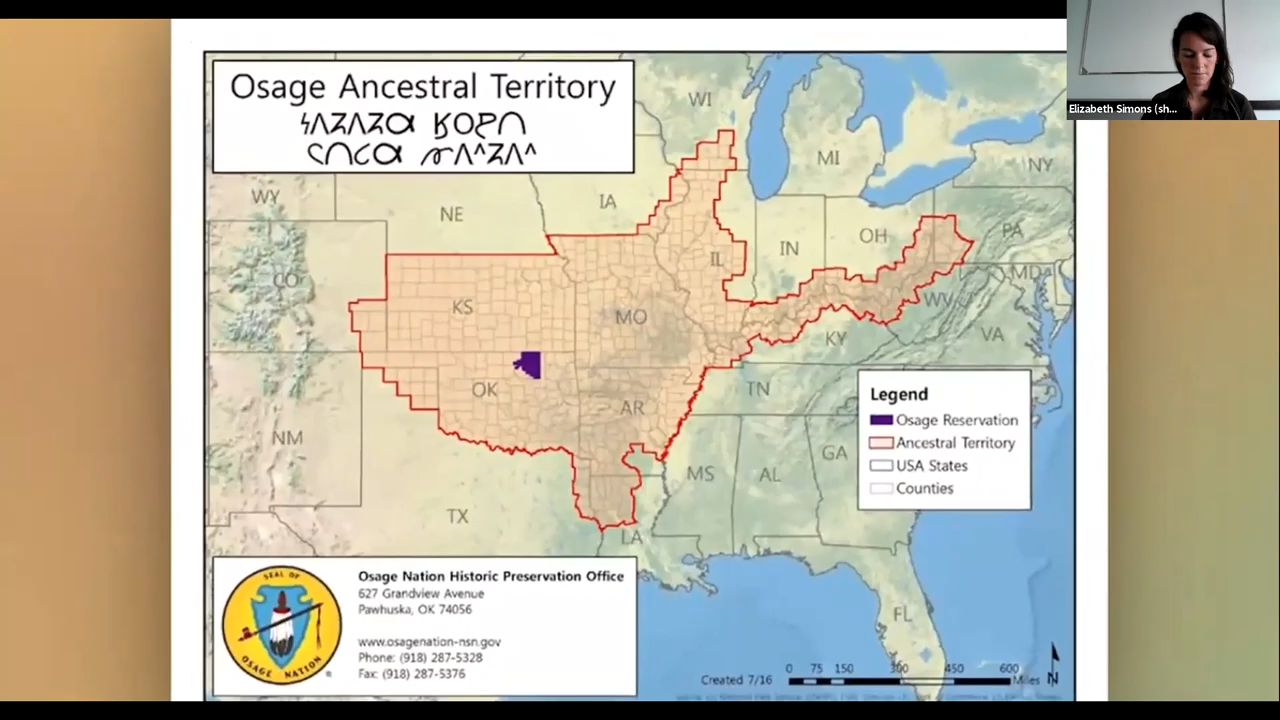 Osage Ancestral Territory
Elizabeth Simons (sh...
WI
MI
NY
WY
IA
NE
PA
OH
IN
IL
CO
MD
KS
WV
MO
VA
KY
OK
TN
AR
NM
GA
MS
AL
TX
LA
FL
Legend
Osage Reservation
Ancestral Territory
USA States
Counties
SEAL OF
OSAGE NATION
Osage Nation Historic Preservation Office
627 Grandview Avenue
Pawhuska, OK 74056
www.osagenation-nsn.gov
Phone: (918) 287-5328
Fax: (918) 287-5376
Created 7/16
0 75 150 300 450 600
Miles
N